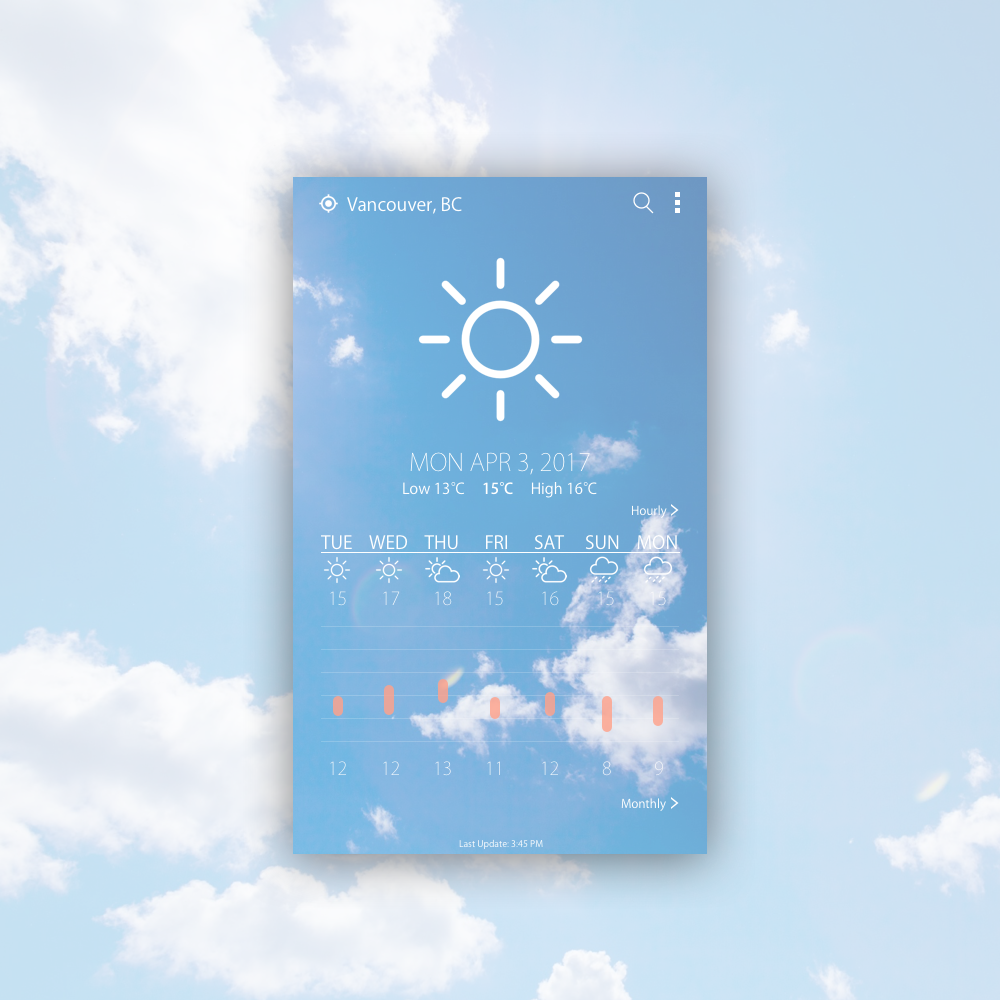 Vancouver, BC
MON APR 3, 2017
Low 13°C 15°C High 16°C
Hourly >
TUE WED THU FRI SAT SUN MON
15 17 18 15 16 15 13
12 12 13 11 12 8 9
Monthly >
Last Update: 3:45 PM